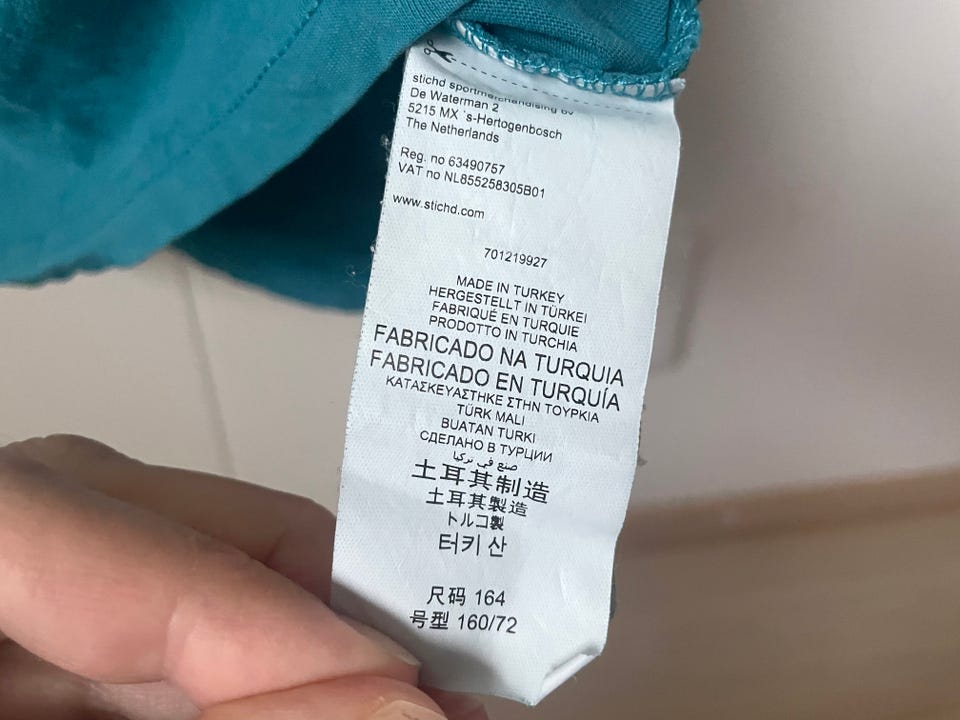 stichd sportmerchandising BV
De Waterman 2
5215 MX `s-Hertogenbosch
The Netherlands
Reg. no 63490757
VAT no NL855258305B01
www.stichd.com
701219927
MADE IN TURKEY
HERGESTELLT IN TÜRKEI
FABRIQUÉ EN TURQUIE
PRODOTTO IN TURCHIA
FABRICADO NA TURQUIA
FABRICADO EN TURQUÍA
ΚΑΤΑΣΚΕΥΑΣΤΗΚΕ ΣΤΗΝ ΤΟΥΡΚΙΑ
TÜRK MALI
BUATAN TURKI
СДЕЛАНО В ТУРЦИИ
صنع في تركيا
土耳其制造
土耳其製造
トルコ製
터키 산
尺码 164
号型 160/72